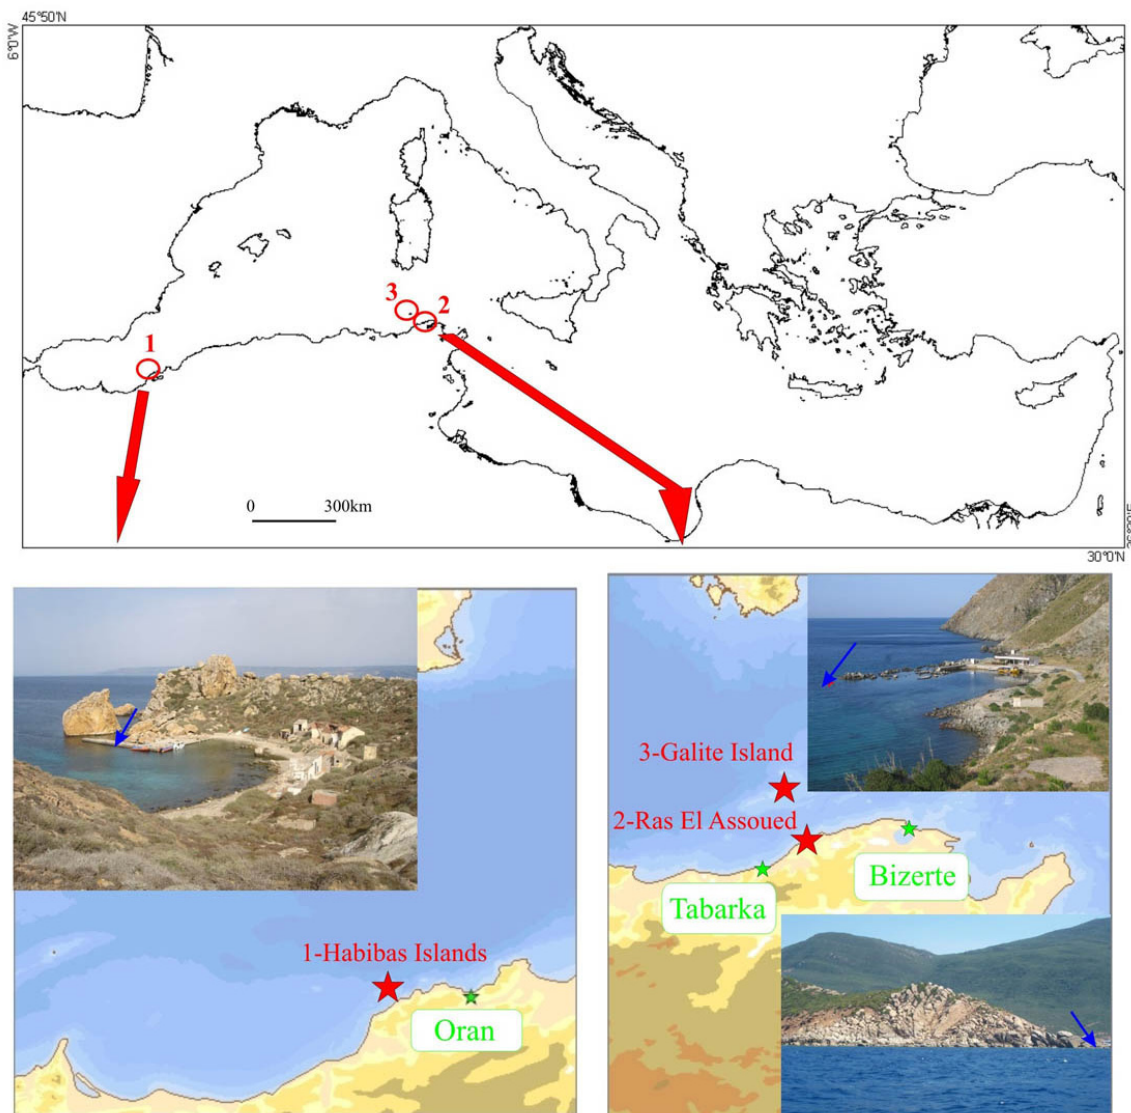 45°50'N
6°0'W
3
2
1
0 300km
30°0'N
3-Galite Island
2-Ras El Assoued
Bizerte
Tabarka
1-Habibas Islands
Oran